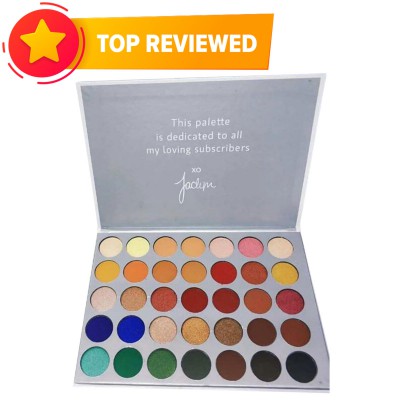 TOP REVIEWED
This palette
is dedicated to all
my loving subscribers
XO
Jaclyn